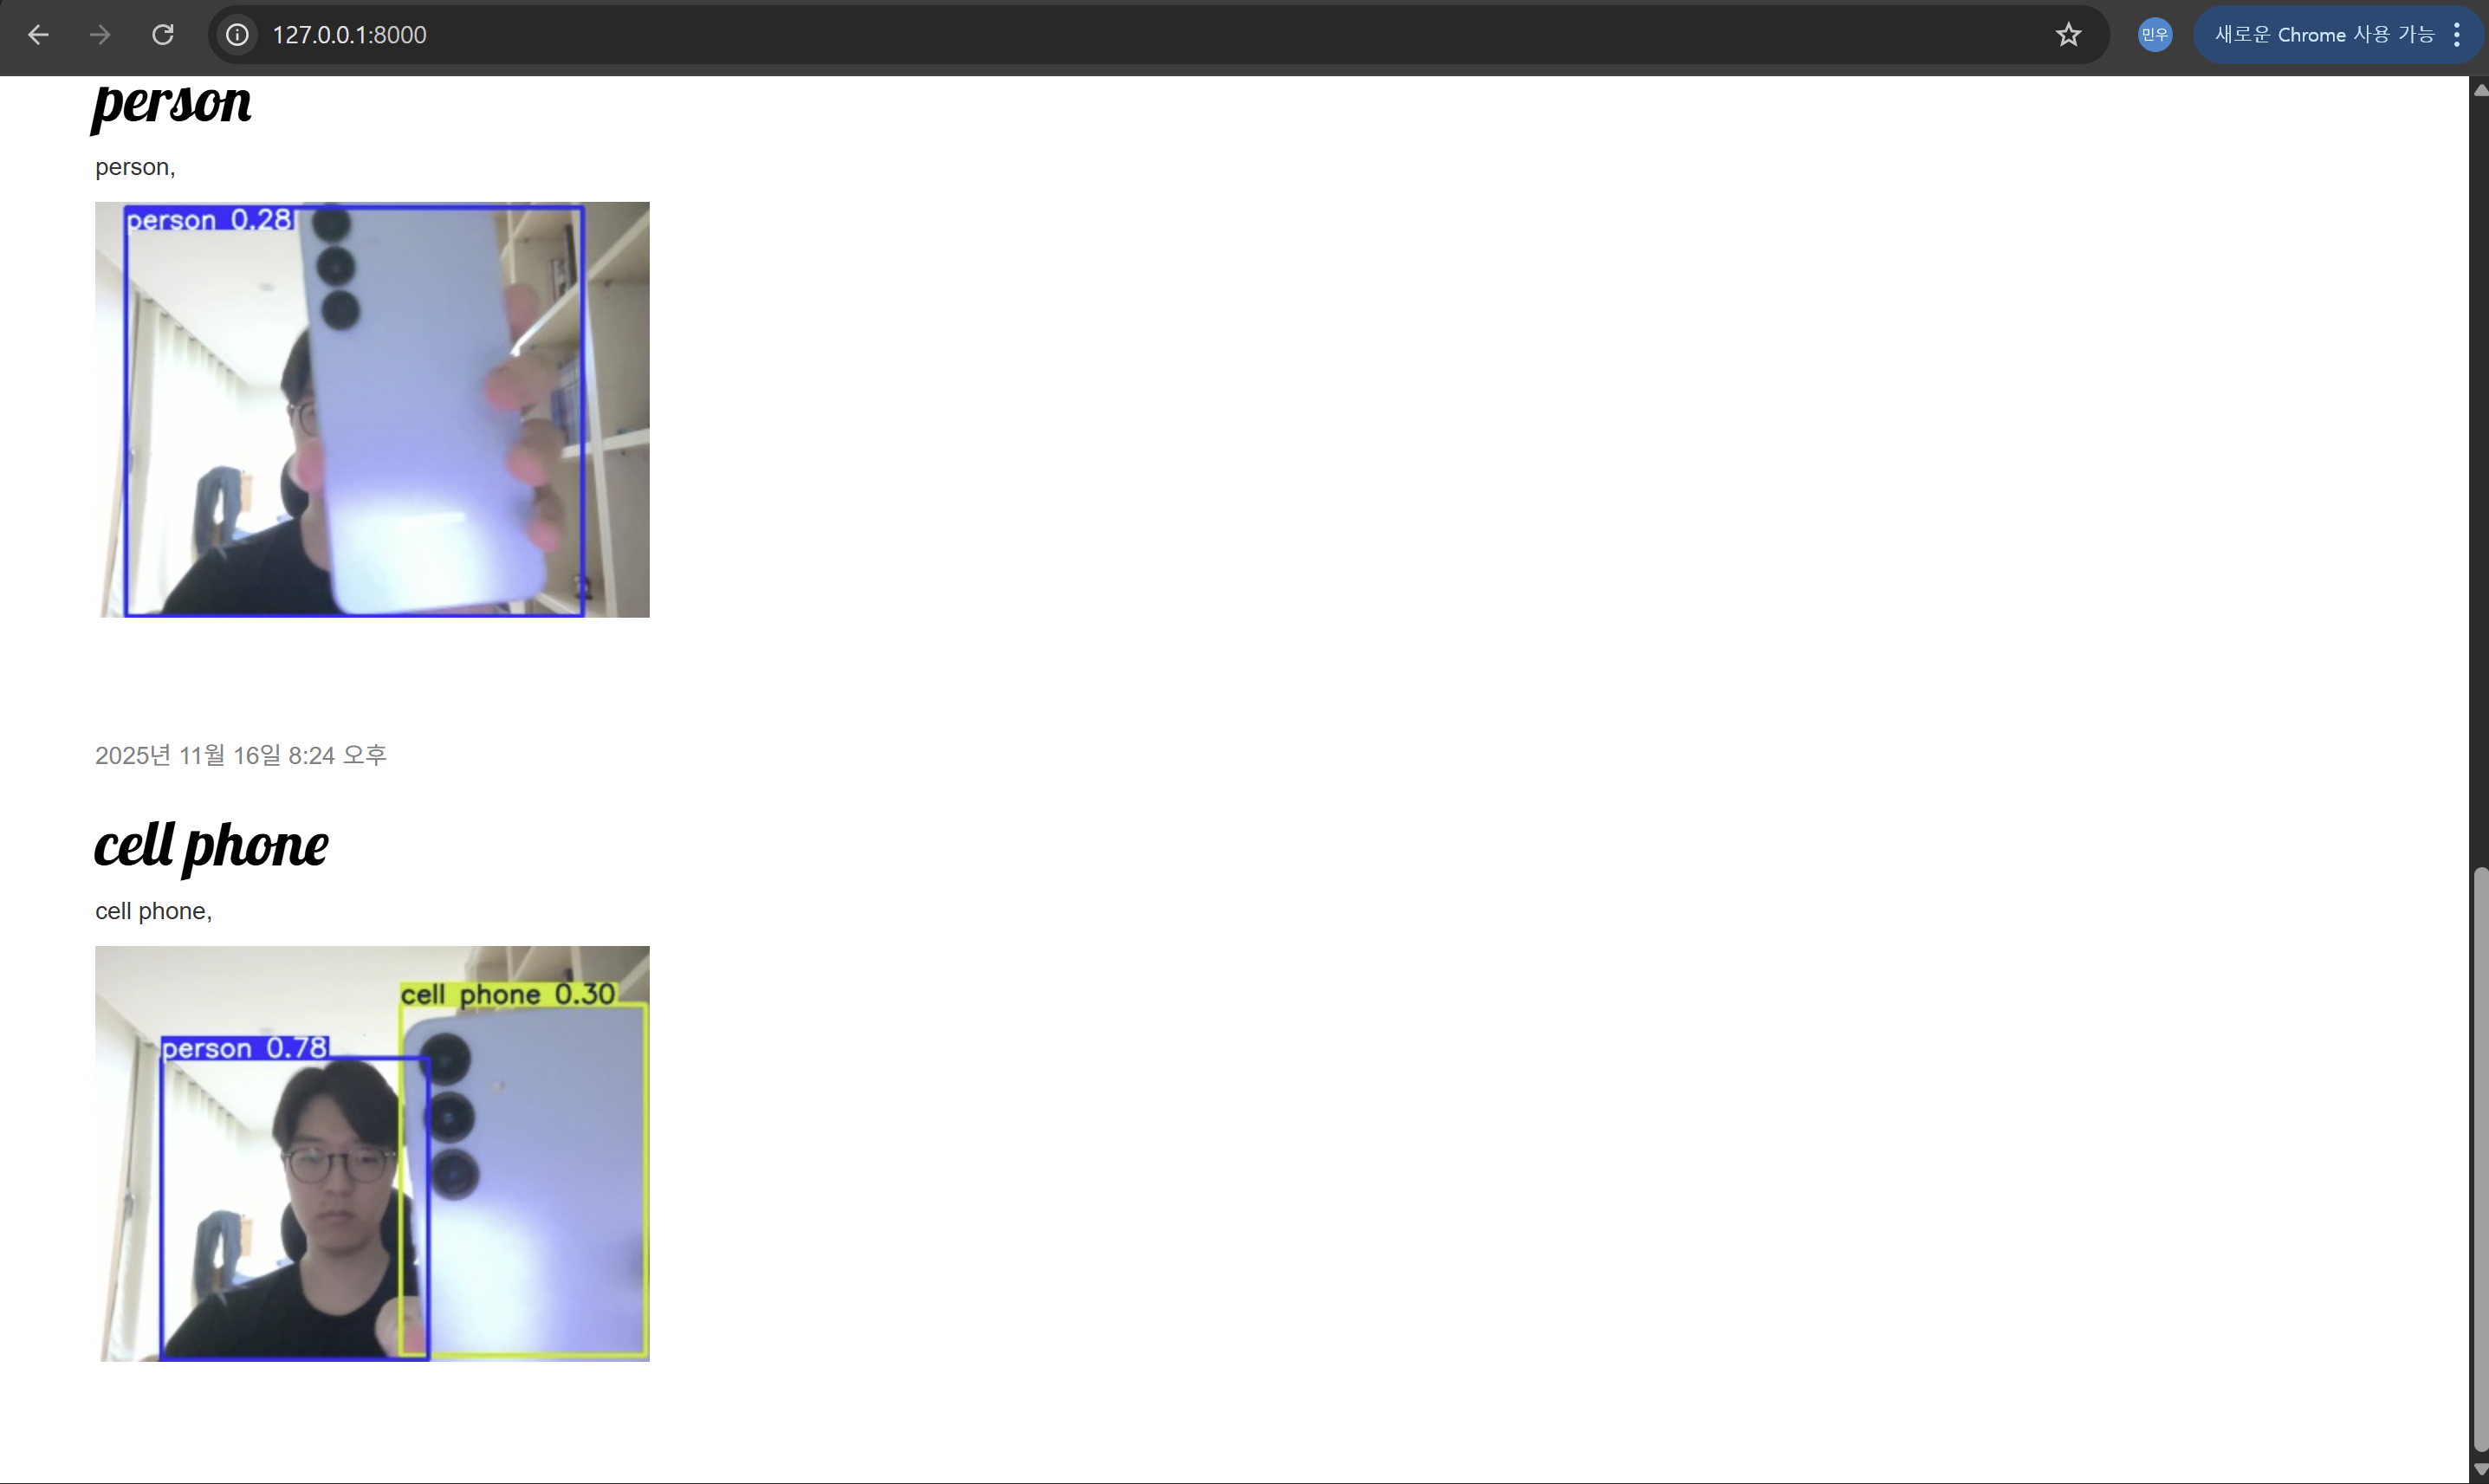 127.0.0.1:8000
민우
새로운 Chrome 사용 가능
person
person,
person 0.28
2025년 11월 16일 8:24 오후
cell phone
cell phone,
cell phone 0.30
person 0.78